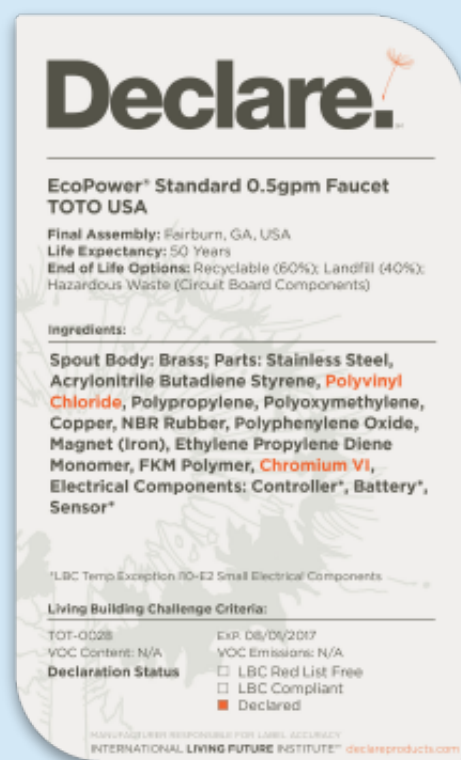 Declare.
EcoPower® Standard 0.5gpm Faucet
TOTO USA
Final Assembly: Fairburn, GA, USA
Life Expectancy: 50 Years
End of Life Options: Recyclable (60%); Landfill (40%);
Hazardous Waste (Circuit Board Components)
Ingredients:
Spout Body: Brass; Parts: Stainless Steel,
Acrylonitrile Butadiene Styrene, Polyvinyl
Chloride, Polypropylene, Polyoxymethylene,
Copper, NBR Rubber, Polyphenylene Oxide,
Magnet (Iron), Ethylene Propylene Diene
Monomer, FKM Polymer, Chromium VI,
Electrical Components: Controller*, Battery*,
Sensor*
*LBC Temp Exception I10-E2 Small Electrical Components
Living Building Challenge Criteria:
TOT-0028 EXP. 08/01/2017
VOC Content: N/A VOC Emissions: N/A
Declaration Status ☐ LBC Red List Free
☐ LBC Compliant
■ Declared
MANUFACTURER RESPONSIBLE FOR LABEL ACCURACY
INTERNATIONAL LIVING FUTURE INSTITUTE℠ declareproducts.com